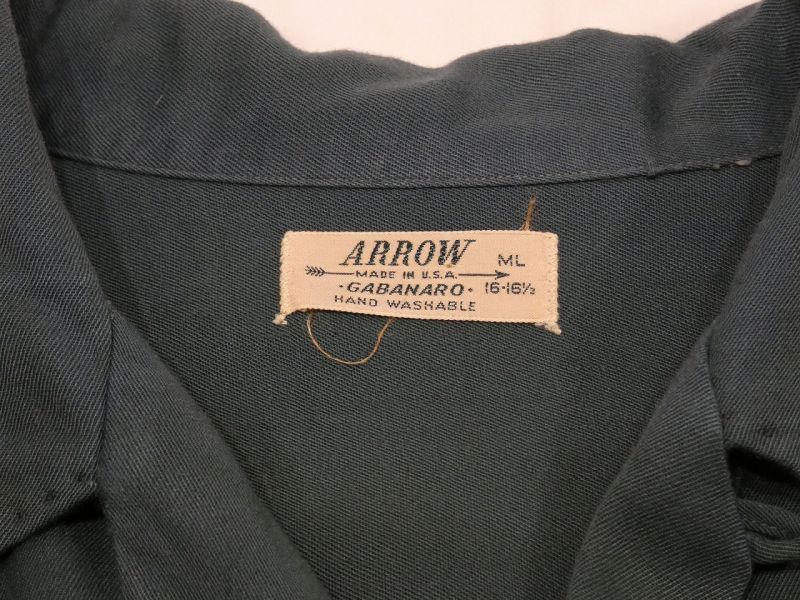 ARROW ML
MADE IN U.S.A.
·GABANARO· 16·16½
HAND WASHABLE